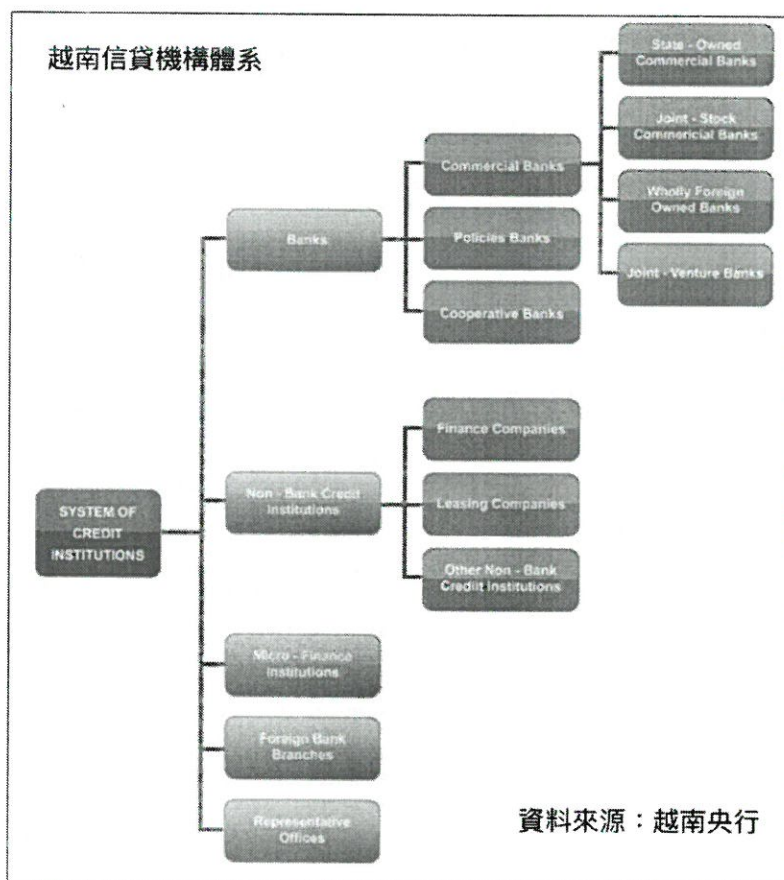 越南信貸機構體系
State - Owned
Commercial Banks
Joint - Stock
Commericial Banks
Wholly Foreign
Owned Banks
Joint - Venture Banks
Commercial Banks
Policies Banks
Cooperative Banks
Banks
Finance Companies
Leasing Companies
Other Non - Bank
Crediit Institutions
Non - Bank Credit
Institutions
SYSTEM OF
CREDIT
INSTITUTIONS
Micro - Finance
Institutions
Foreign Bank
Branches
Representative
Offices
資料來源：越南央行